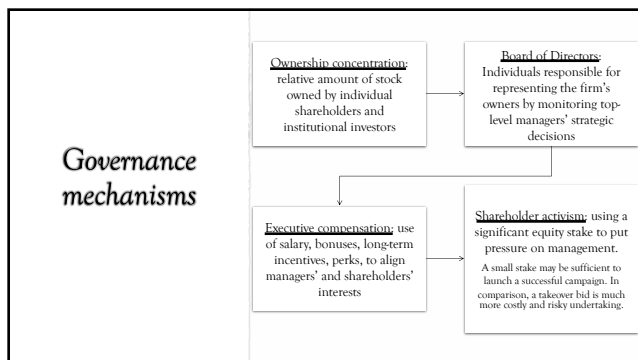 Governance
mechanisms
Ownership concentration:
relative amount of stock
owned by individual
shareholders and
institutional investors
Board of Directors:
Individuals responsible for
representing the firm's
owners by monitoring top-
level managers' strategic
decisions
Executive compensation: use
of salary, bonuses, long-term
incentives, perks, to align
managers' and shareholders'
interests
Shareholder activism: using a
significant equity stake to put
pressure on management.
A small stake may be sufficient to
launch a successful campaign. In
comparison, a takeover bid is much
more costly and risky undertaking.